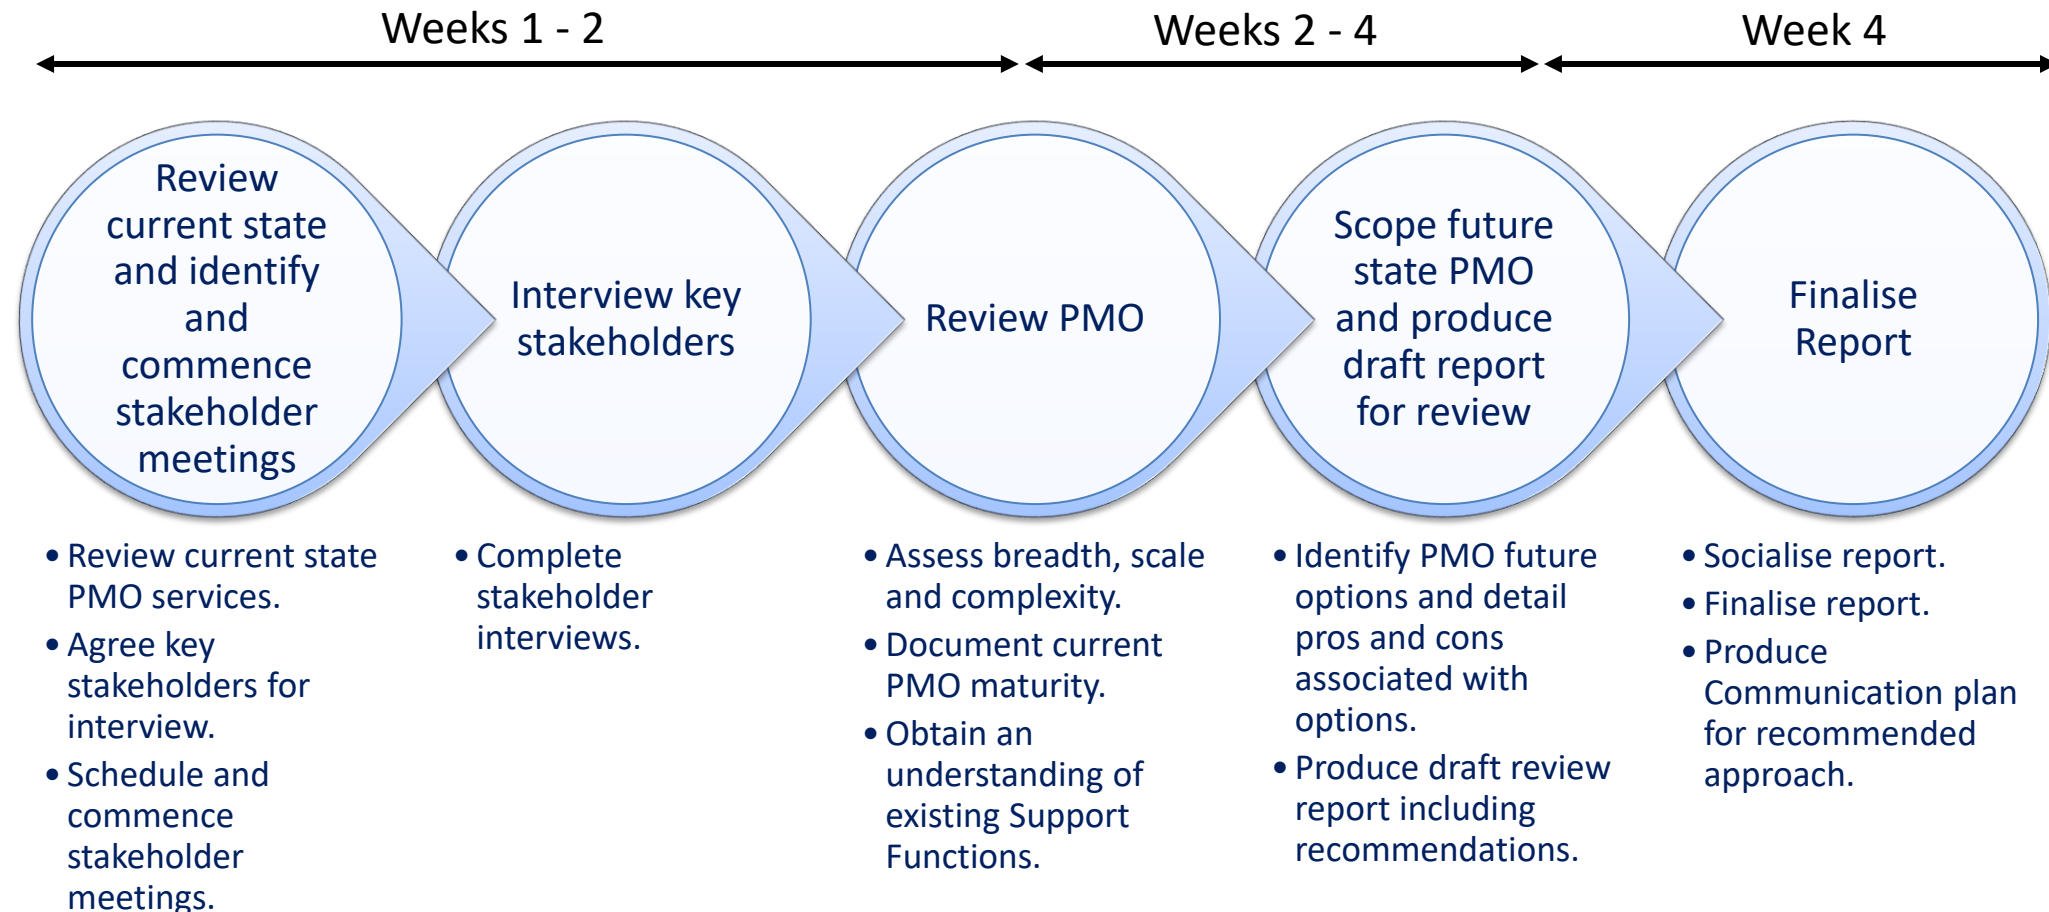 Weeks 1 - 2
Weeks 2 - 4
Week 4
Review
current state
and identify
and
commence
stakeholder
meetings
Interview key
stakeholders
Review PMO
Scope future
state PMO
and produce
draft report
for review
Finalise
Report
• Review current state
PMO services.
• Agree key
stakeholders for
interview.
• Schedule and
commence
stakeholder
meetings.
• Complete
stakeholder
interviews.
• Assess breadth, scale
and complexity.
• Document current
PMO maturity.
• Obtain an
understanding of
existing Support
Functions.
• Identify PMO future
options and detail
pros and cons
associated with
options.
• Produce draft review
report including
recommendations.
• Socialise report.
• Finalise report.
• Produce
Communication plan
for recommended
approach.